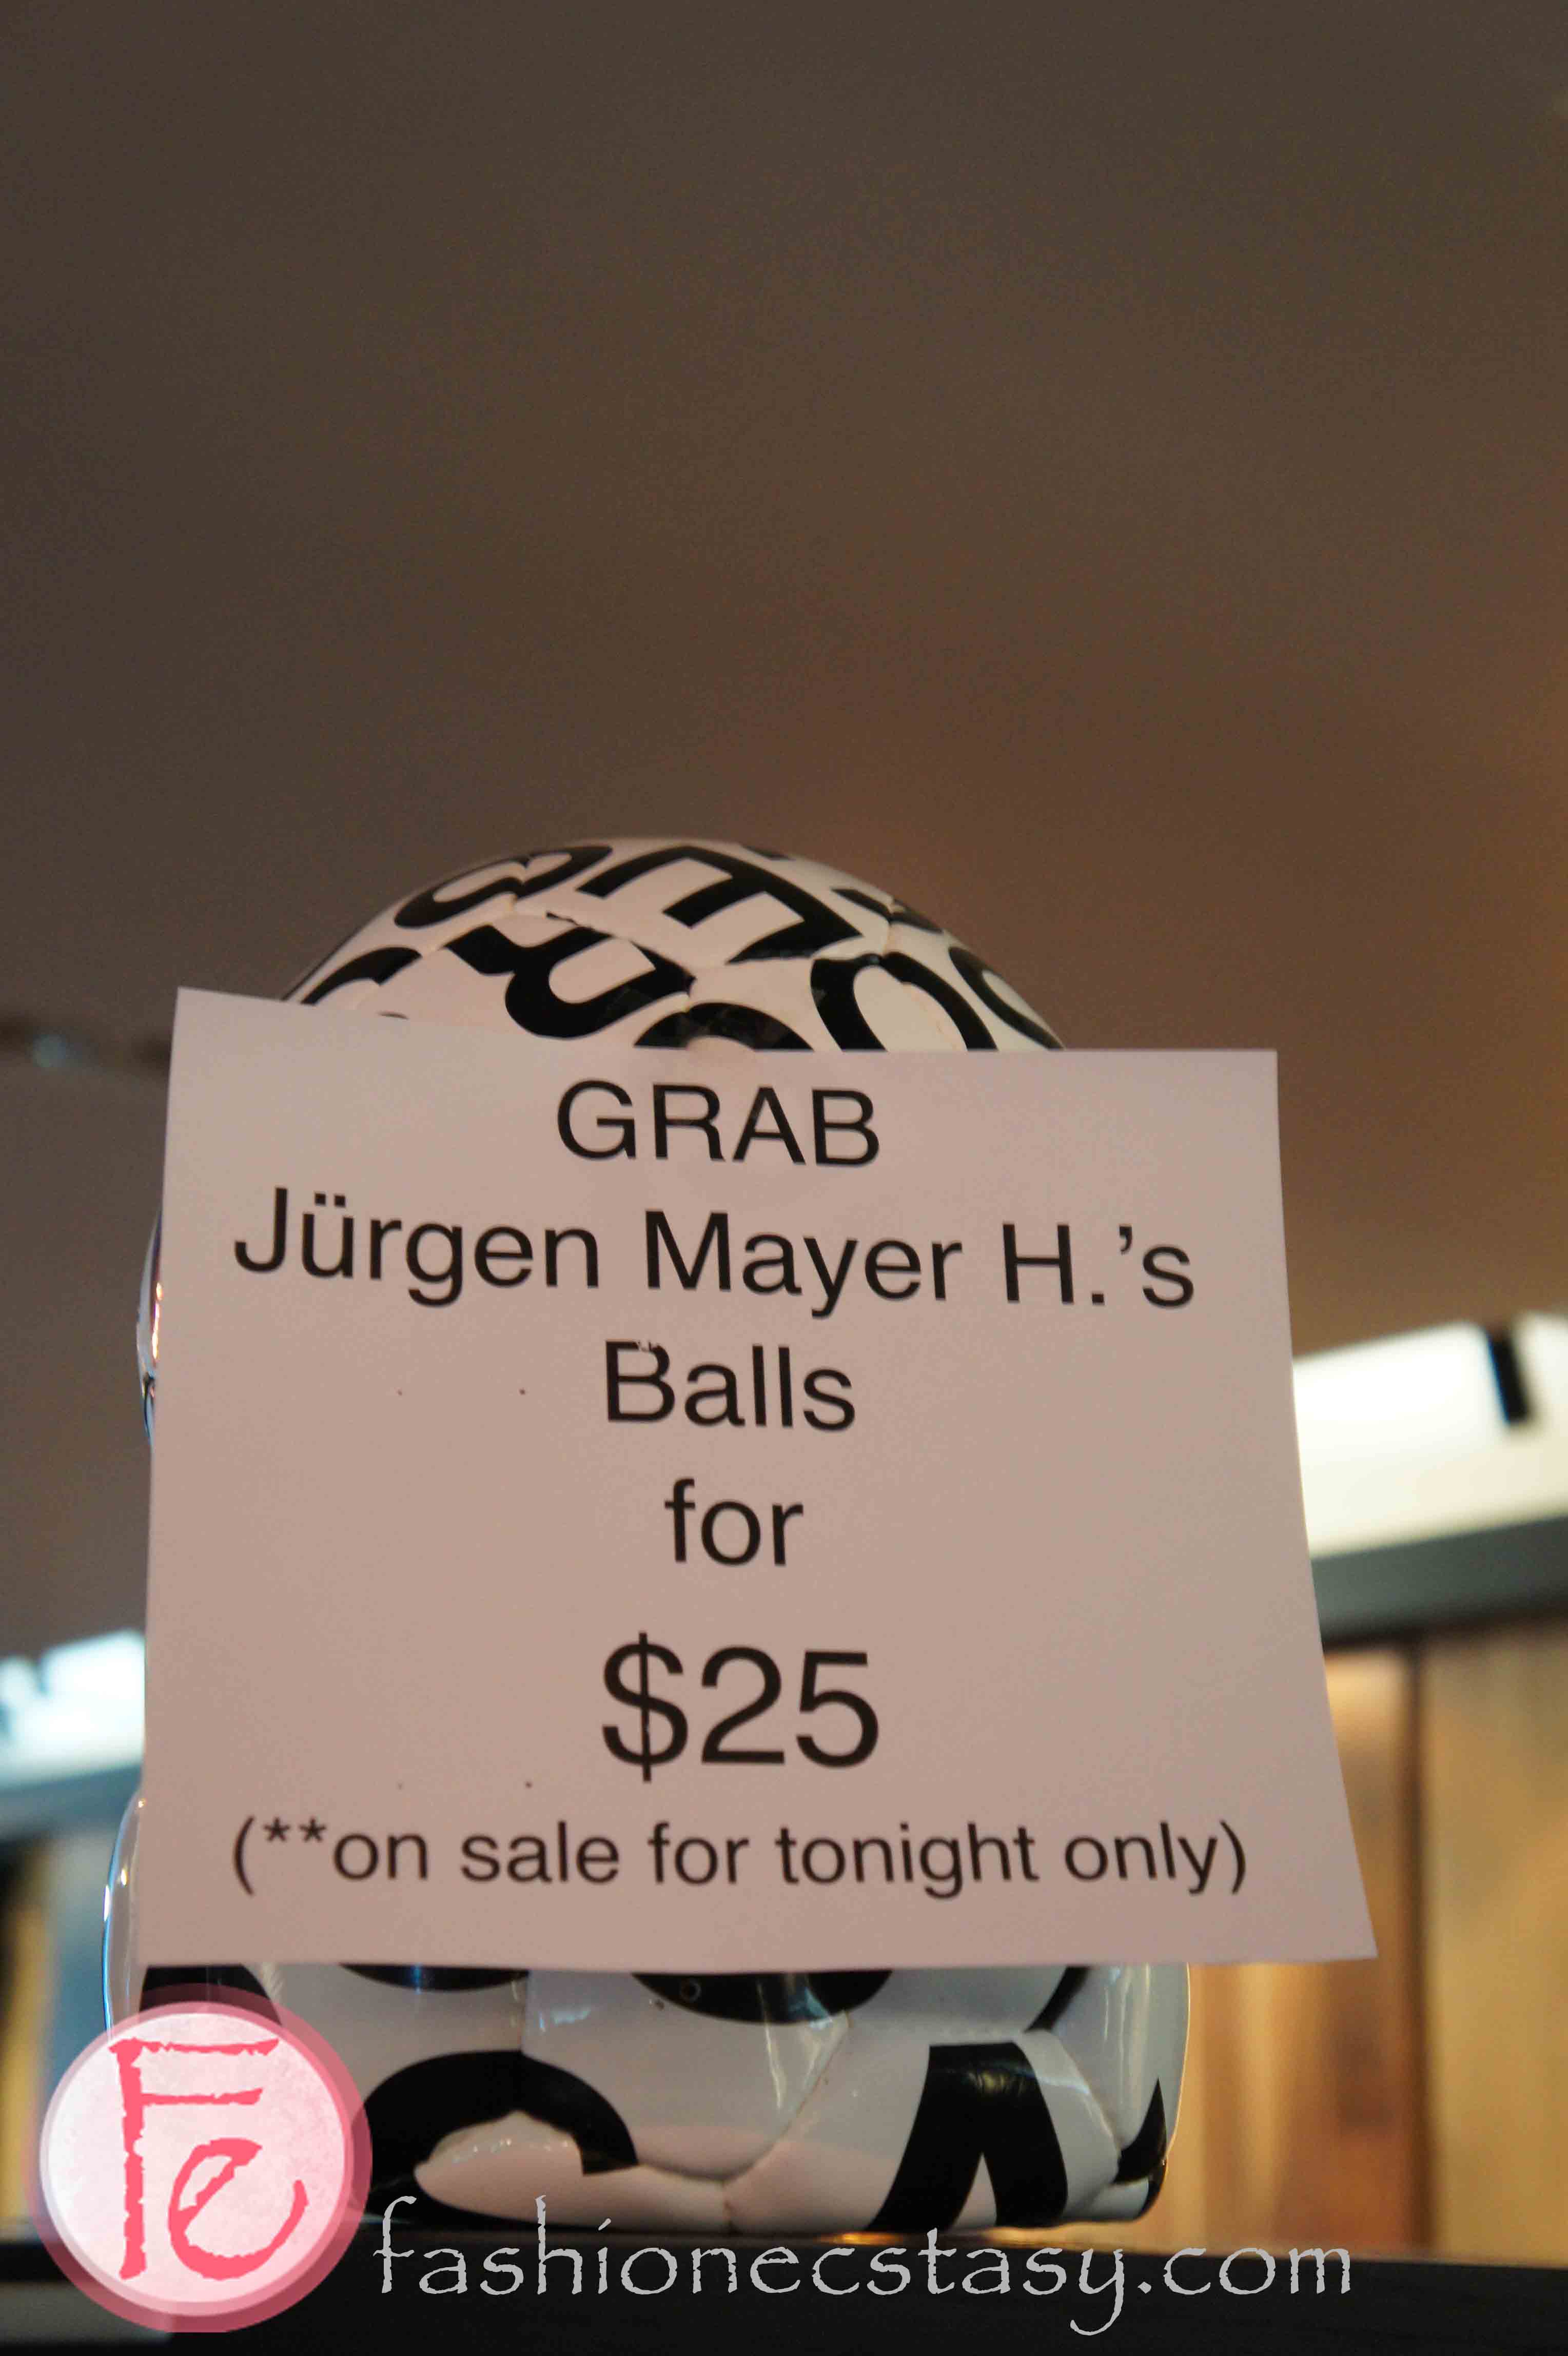 GRAB
Jürgen Mayer H.'s
Balls
for
$25
(**on sale for tonight only)
Fe
fashionecstasy.com